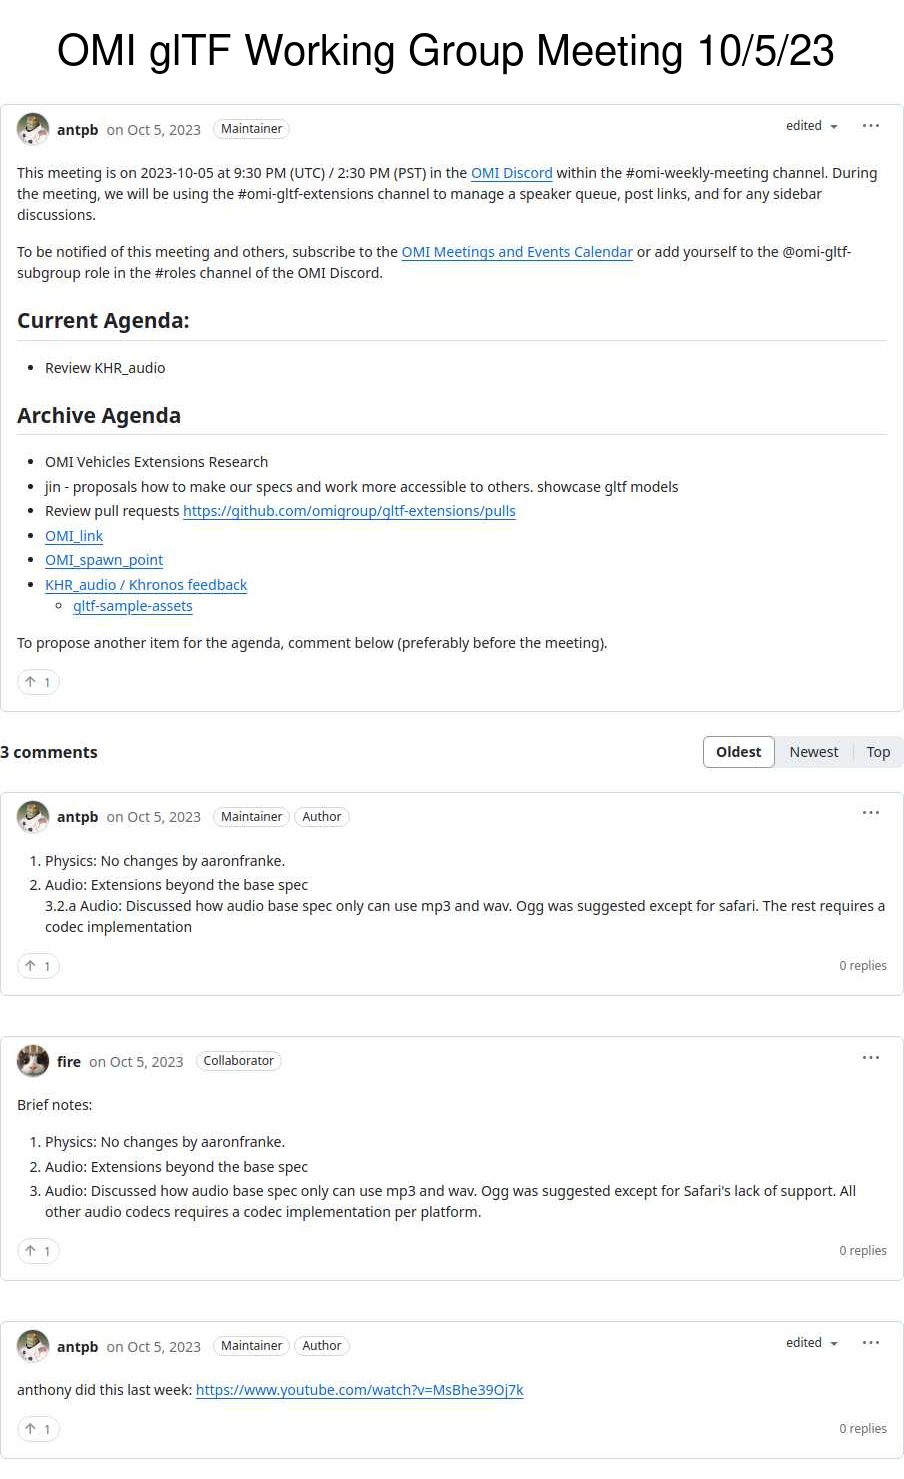 OMI glTF Working Group Meeting 10/5/23
antpb on Oct 5, 2023 Maintainer edited
This meeting is on 2023-10-05 at 9:30 PM (UTC) / 2:30 PM (PST) in the OMI Discord within the #omi-weekly-meeting channel. During
the meeting, we will be using the #omi-gltf-extensions channel to manage a speaker queue, post links, and for any sidebar
discussions.
To be notified of this meeting and others, subscribe to the OMI Meetings and Events Calendar or add yourself to the @omi-gltf-
subgroup role in the #roles channel of the OMI Discord.
Current Agenda:
• Review KHR_audio
Archive Agenda
• OMI Vehicles Extensions Research
• jin - proposals how to make our specs and work more accessible to others. showcase gltf models
• Review pull requests https://github.com/omigroup/gltf-extensions/pulls
• OMI_link
• OMI_spawn_point
• KHR_audio / Khronos feedback
◦ gltf-sample-assets
To propose another item for the agenda, comment below (preferably before the meeting).
↑ 1
3 comments Oldest Newest Top
antpb on Oct 5, 2023 Maintainer Author
1. Physics: No changes by aaronfranke.
2. Audio: Extensions beyond the base spec
3.2.a Audio: Discussed how audio base spec only can use mp3 and wav. Ogg was suggested except for safari. The rest requires a
codec implementation
↑ 1 0 replies
fire on Oct 5, 2023 Collaborator
Brief notes:
1. Physics: No changes by aaronfranke.
2. Audio: Extensions beyond the base spec
3. Audio: Discussed how audio base spec only can use mp3 and wav. Ogg was suggested except for Safari's lack of support. All
other audio codecs requires a codec implementation per platform.
↑ 1 0 replies
antpb on Oct 5, 2023 Maintainer Author edited
anthony did this last week: https://www.youtube.com/watch?v=MsBhe39Oj7k
↑ 1 0 replies